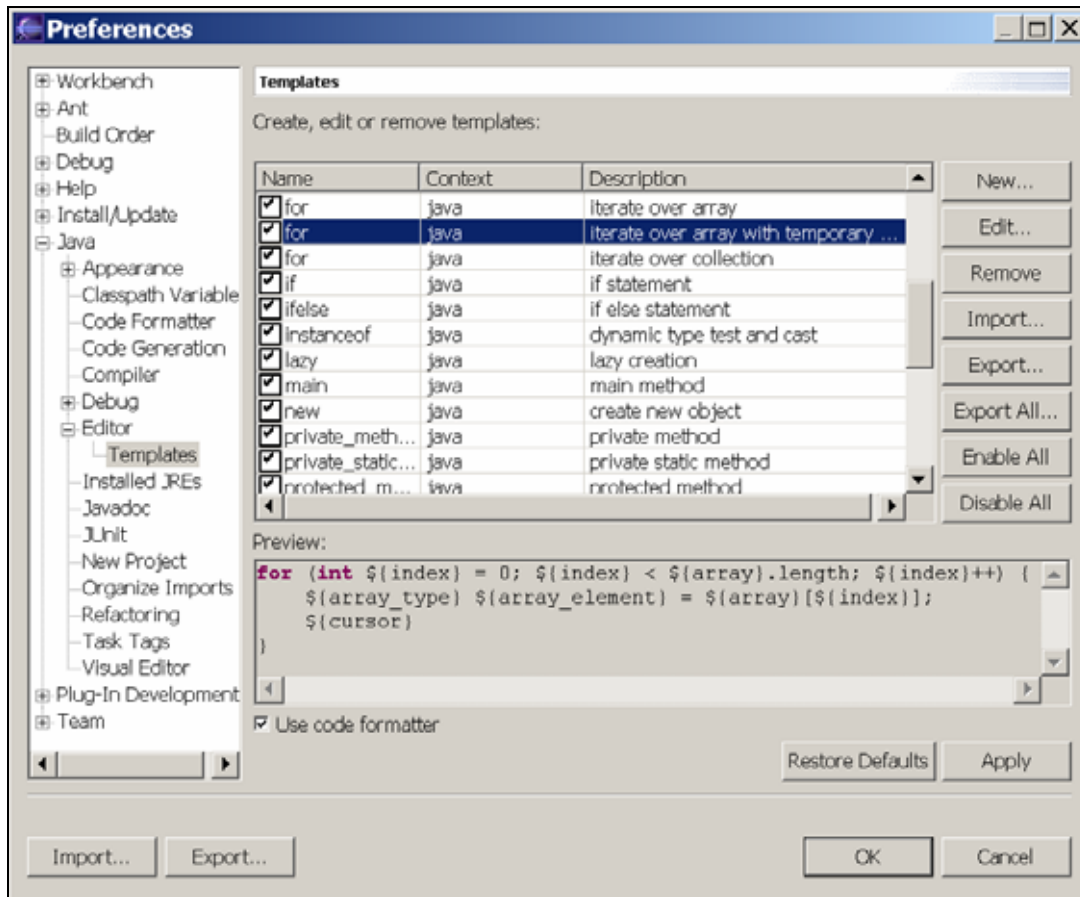 Preferences
Workbench
Ant
Build Order
Debug
Help
Install/Update
Java
Appearance
Classpath Variable
Code Formatter
Code Generation
Compiler
Debug
Editor
Templates
Installed JREs
Javadoc
JUnit
New Project
Organize Imports
Refactoring
Task Tags
Visual Editor
Plug-In Development
Team
Templates
Create, edit or remove templates:
Name Context Description
for java iterate over array
for java iterate over array with temporary ...
for java iterate over collection
if java if statement
ifelse java if else statement
instanceof java dynamic type test and cast
lazy java lazy creation
main java main method
new java create new object
private_meth... java private method
private_static... java private static method
protected_m... java protected method
New...
Edit...
Remove
Import...
Export...
Export All...
Enable All
Disable All
Preview:
for (int ${index} = 0; ${index} < ${array}.length; ${index}++) {
${array_type} ${array_element} = ${array}[${index}];
${cursor}
}
Use code formatter
Restore Defaults Apply
Import... Export... OK Cancel